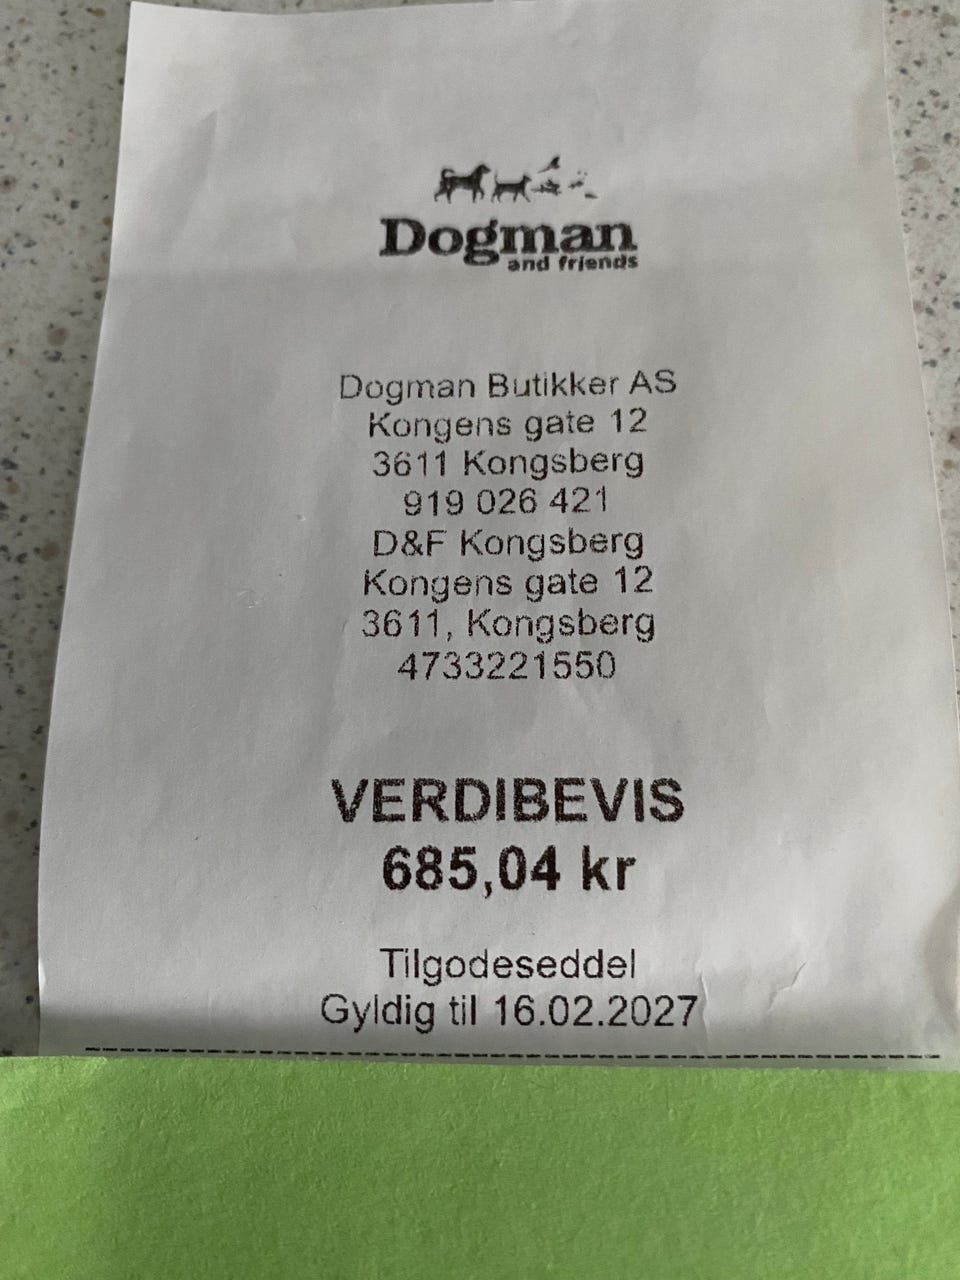 Dogman
and friends
Dogman Butikker AS
Kongens gate 12
3611 Kongsberg
919 026 421
D&F Kongsberg
Kongens gate 12
3611, Kongsberg
4733221550
VERDIBEVIS
685,04 kr
Tilgodeseddel
Gyldig til 16.02.2027